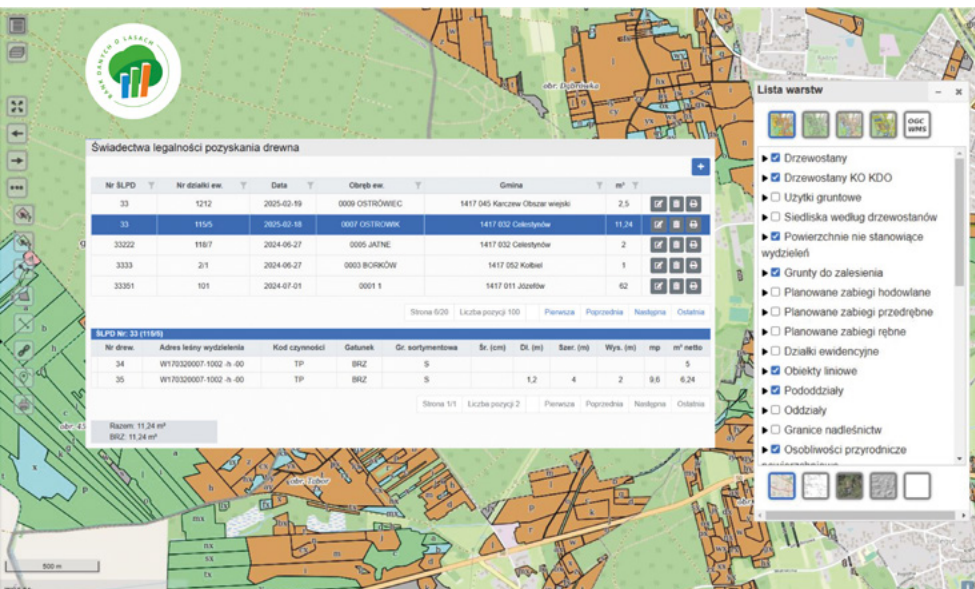 BANK DANYCH O LASACH
obr. Dąbrówka
Lista warstw
OGC
WMS
Drzewostany
Drzewostany KO KDO
Użytki gruntowe
Siedliska według drzewostanów
Powierzchnie nie stanowiące
wydzieleń
Grunty do zalesienia
Planowane zabiegi hodowlane
Planowane zabiegi przedrębne
Planowane zabiegi rębne
Działki ewidencyjne
Obiekty liniowe
Pododdziały
Oddziały
Granice nadleśnictw
Osobliwości przyrodnicze
powierzchniowe
Świadectwa legalności pozyskania drewna
Nr ŚLPD Nr działki ew. Data Obręb ew. Gmina m³
33 1212 2025-02-19 0009 OSTRÓWIEC 1417 045 Karczew Obszar wiejski 2,5
33 115/5 2025-02-18 0007 OSTROWIK 1417 032 Celestynów 11,24
33222 118/7 2024-06-27 0005 JATNE 1417 032 Celestynów 2
3333 2/1 2024-06-27 0003 BORKÓW 1417 052 Kołbiel 1
33351 101 2024-07-01 0001 1 1417 011 Józefów 62
Strona 6/20 Liczba pozycji 100 Pierwsza Poprzednia Następna Ostatnia
ŚLPD Nr: 33 (115/5)
Nr drew. Adres leśny wydzielenia Kod czynności Gatunek Gr. sortymentowa Śr. (cm) Dł. (m) Szer. (m) Wys. (m) mp m³ netto
34 W170320007-1002 -h -00 TP BRZ S 5
35 W170320007-1002 -h -00 TP BRZ S 1,2 4 2 9,6 6,24
Strona 1/1 Liczba pozycji 2 Pierwsza Poprzednia Następna Ostatnia
Razem: 11,24 m³
BRZ: 11,24 m³
obr. Tabor
500 m